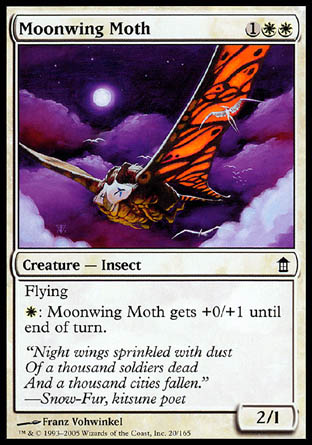 Moonwing Moth 1
Creature — Insect
Flying
: Moonwing Moth gets +0/+1 until
end of turn.
"Night wings sprinkled with dust
Of a thousand soldiers dead
And a thousand cities fallen."
—Snow-Fur, kitsune poet
Franz Vohwinkel
™ & © 1993–2005 Wizards of the Coast, Inc. 20/165
2/1